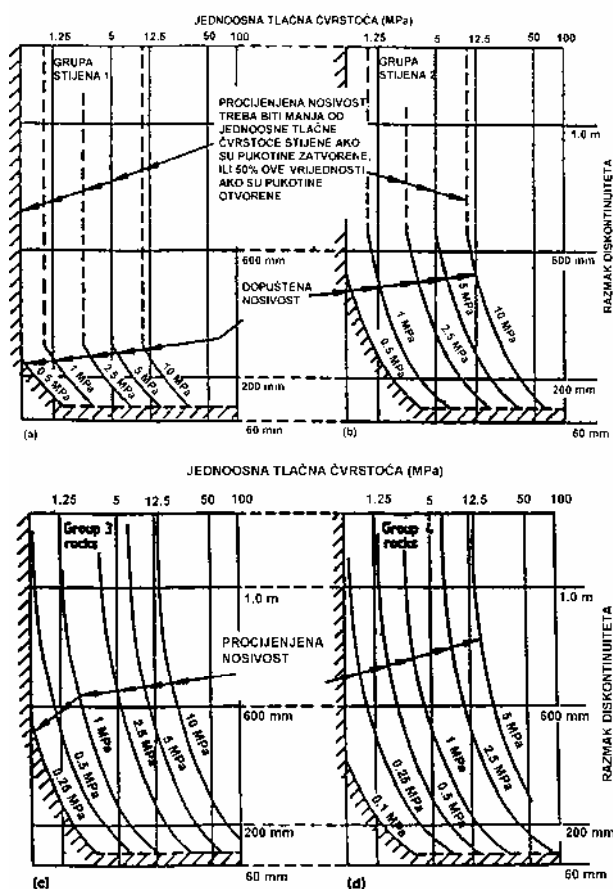 JEDNOOSNA TLAČNA ČVRSTOĆA (MPa)
1.25 5 12.5 50 100 1.25 5 12.5 50 100
GRUPA
STIJENA 1
GRUPA
STIJENA 2
PROCIJENJENA NOSIVOST
TREBA BITI MANJA OD
JEDNOOSNE TLAČNE
ČVRSTOĆE STIJENE AKO
SU PUKOTINE ZATVORENE,
ILI 50% OVE VRIJEDNOSTI
AKO SU PUKOTINE
OTVORENE
1.0 m
600 mm
600 mm
DOPUŠTENA
NOSIVOST
0.5 MPa
1 MPa
2.5 MPa
5 MPa
10 MPa
0.5 MPa
1 MPa
2.5 MPa
5 MPa
10 MPa
200 mm
200 mm
(a)
60 mm
(b)
60 mm
RAZMAK DISKONTINUITETA
JEDNOOSNA TLAČNA ČVRSTOĆA (MPa)
1.25 5 12.5 50 100 1.25 5 12.5 50 100
Group 3
rocks
Group
rocks
1,0 m
1.0 m
PROCIJENJENA
NOSIVOST
600 mm
600 mm
0.25 MPa
0.5 MPa
1 MPa
2.5 MPa
5 MPa
10 MPa
0.1 MPa
0.25 MPa
0.5 MPa
1 MPa
2.5 MPa
5 MPa
200 mm
200 mm
(c)
60 mm
(d)
60 mm
RAZMAK DISKONTINUITETA